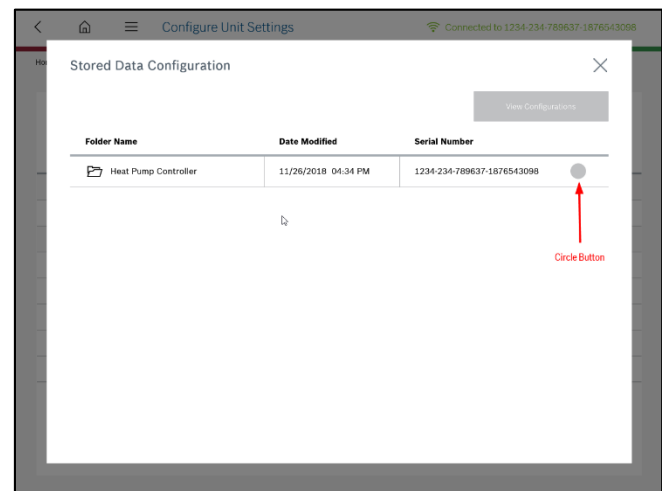 Configure Unit Settings
Connected to 1234-234-789637-1876543098
Stored Data Configuration
View Configurations
Folder Name Date Modified Serial Number
Heat Pump Controller 11/26/2018 04:34 PM 1234-234-789637-1876543098
Circle Button